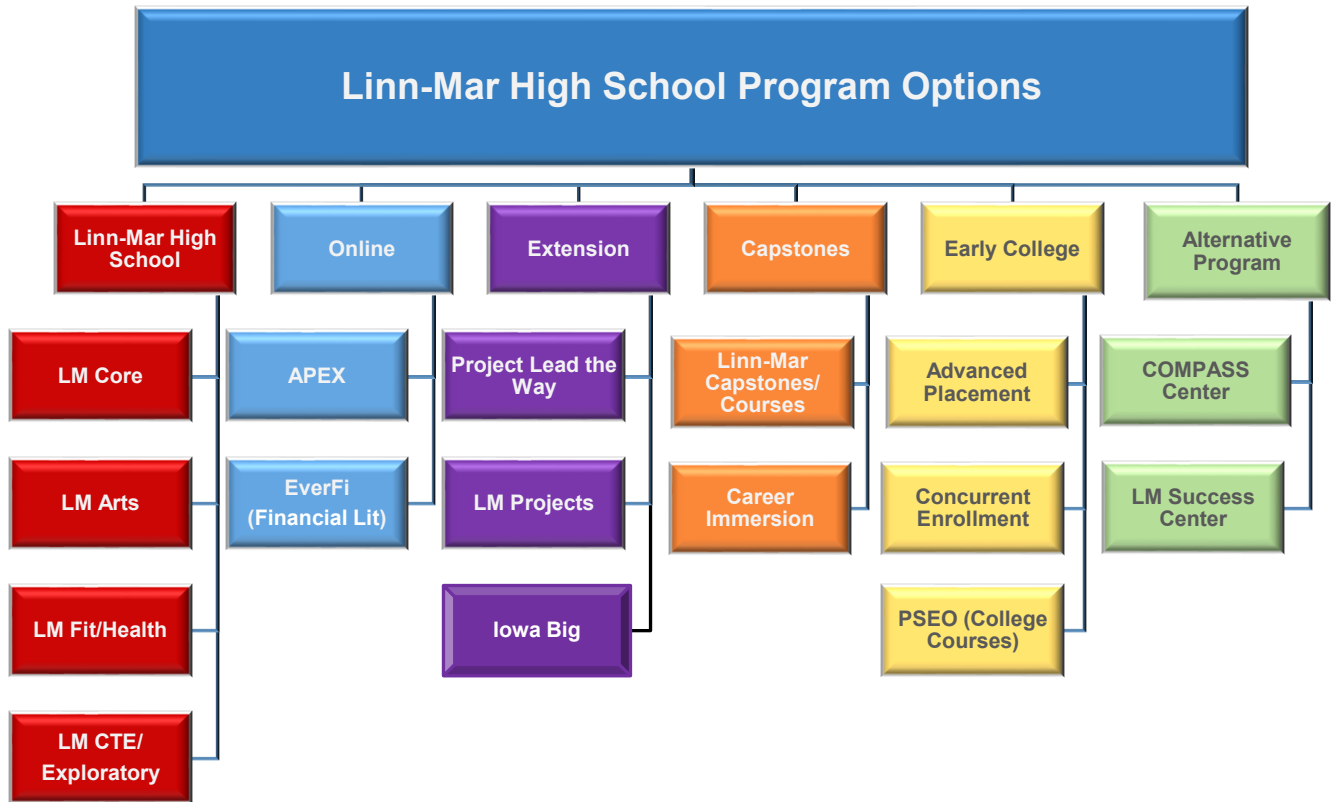 Linn-Mar High School Program Options
Linn-Mar High
School
Online
Extension
Capstones
Early College
Alternative
Program
LM Core
APEX
Project Lead the
Way
Linn-Mar
Capstones/
Courses
Advanced
Placement
COMPASS
Center
LM Arts
EverFi
(Financial Lit)
LM Projects
Career
Immersion
Concurrent
Enrollment
LM Success
Center
LM Fit/Health
Iowa Big
PSEO (College
Courses)
LM CTE/
Exploratory